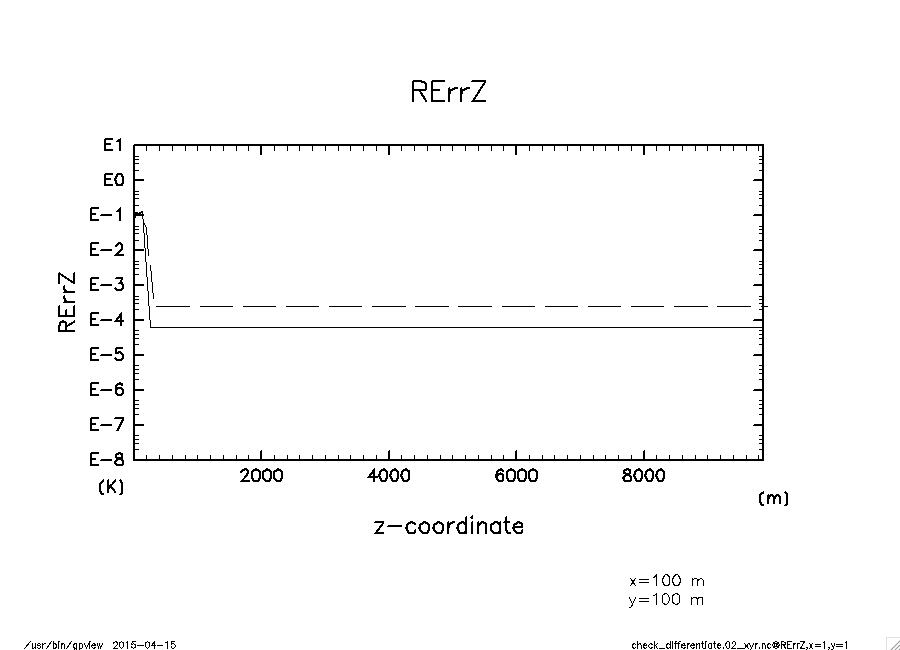 RErrZ
E1
E0
E-1
E-2
E-3
E-4
E-5
E-6
E-7
E-8
RErrZ
(K)
2000 4000 6000 8000
(m)
z-coordinate
x=100 m
y=100 m
/usr/bin/gpview 2015-04-15
check_differentiate.02_xyr.nc@RErrZ,x=1,y=1